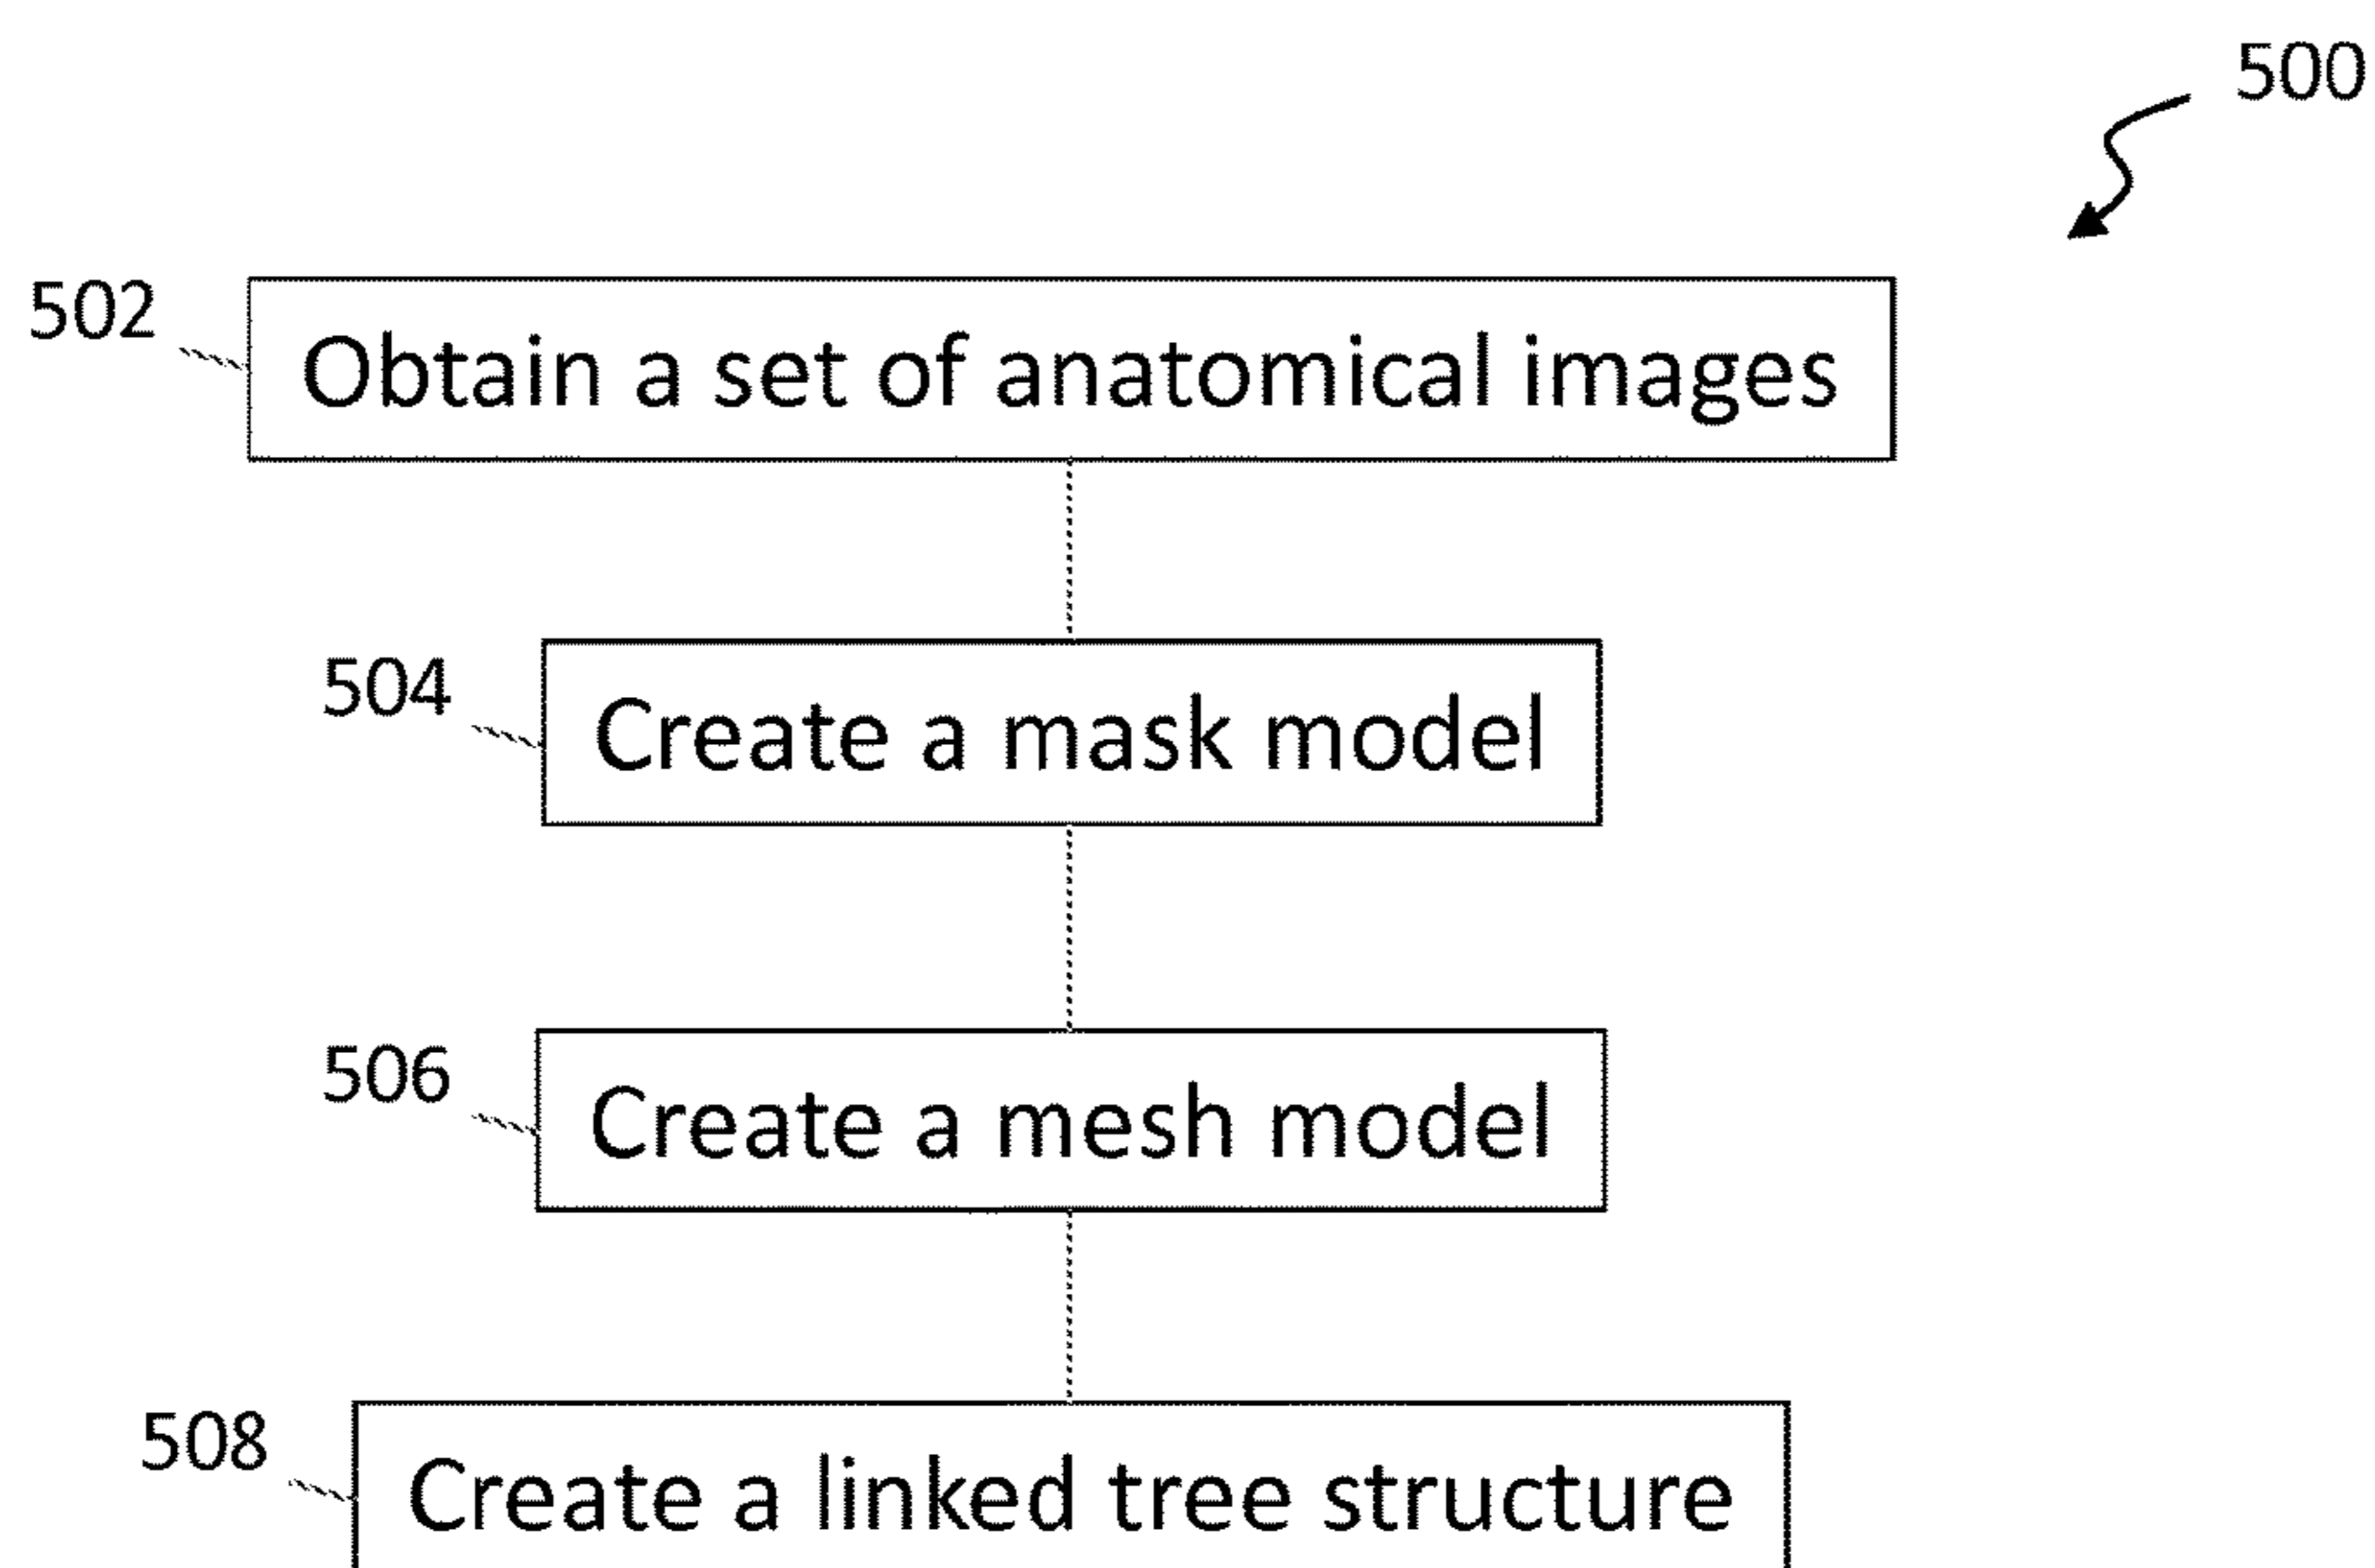 500
502
Obtain a set of anatomical images
504
Create a mask model
506
Create a mesh model
508
Create a linked tree structure